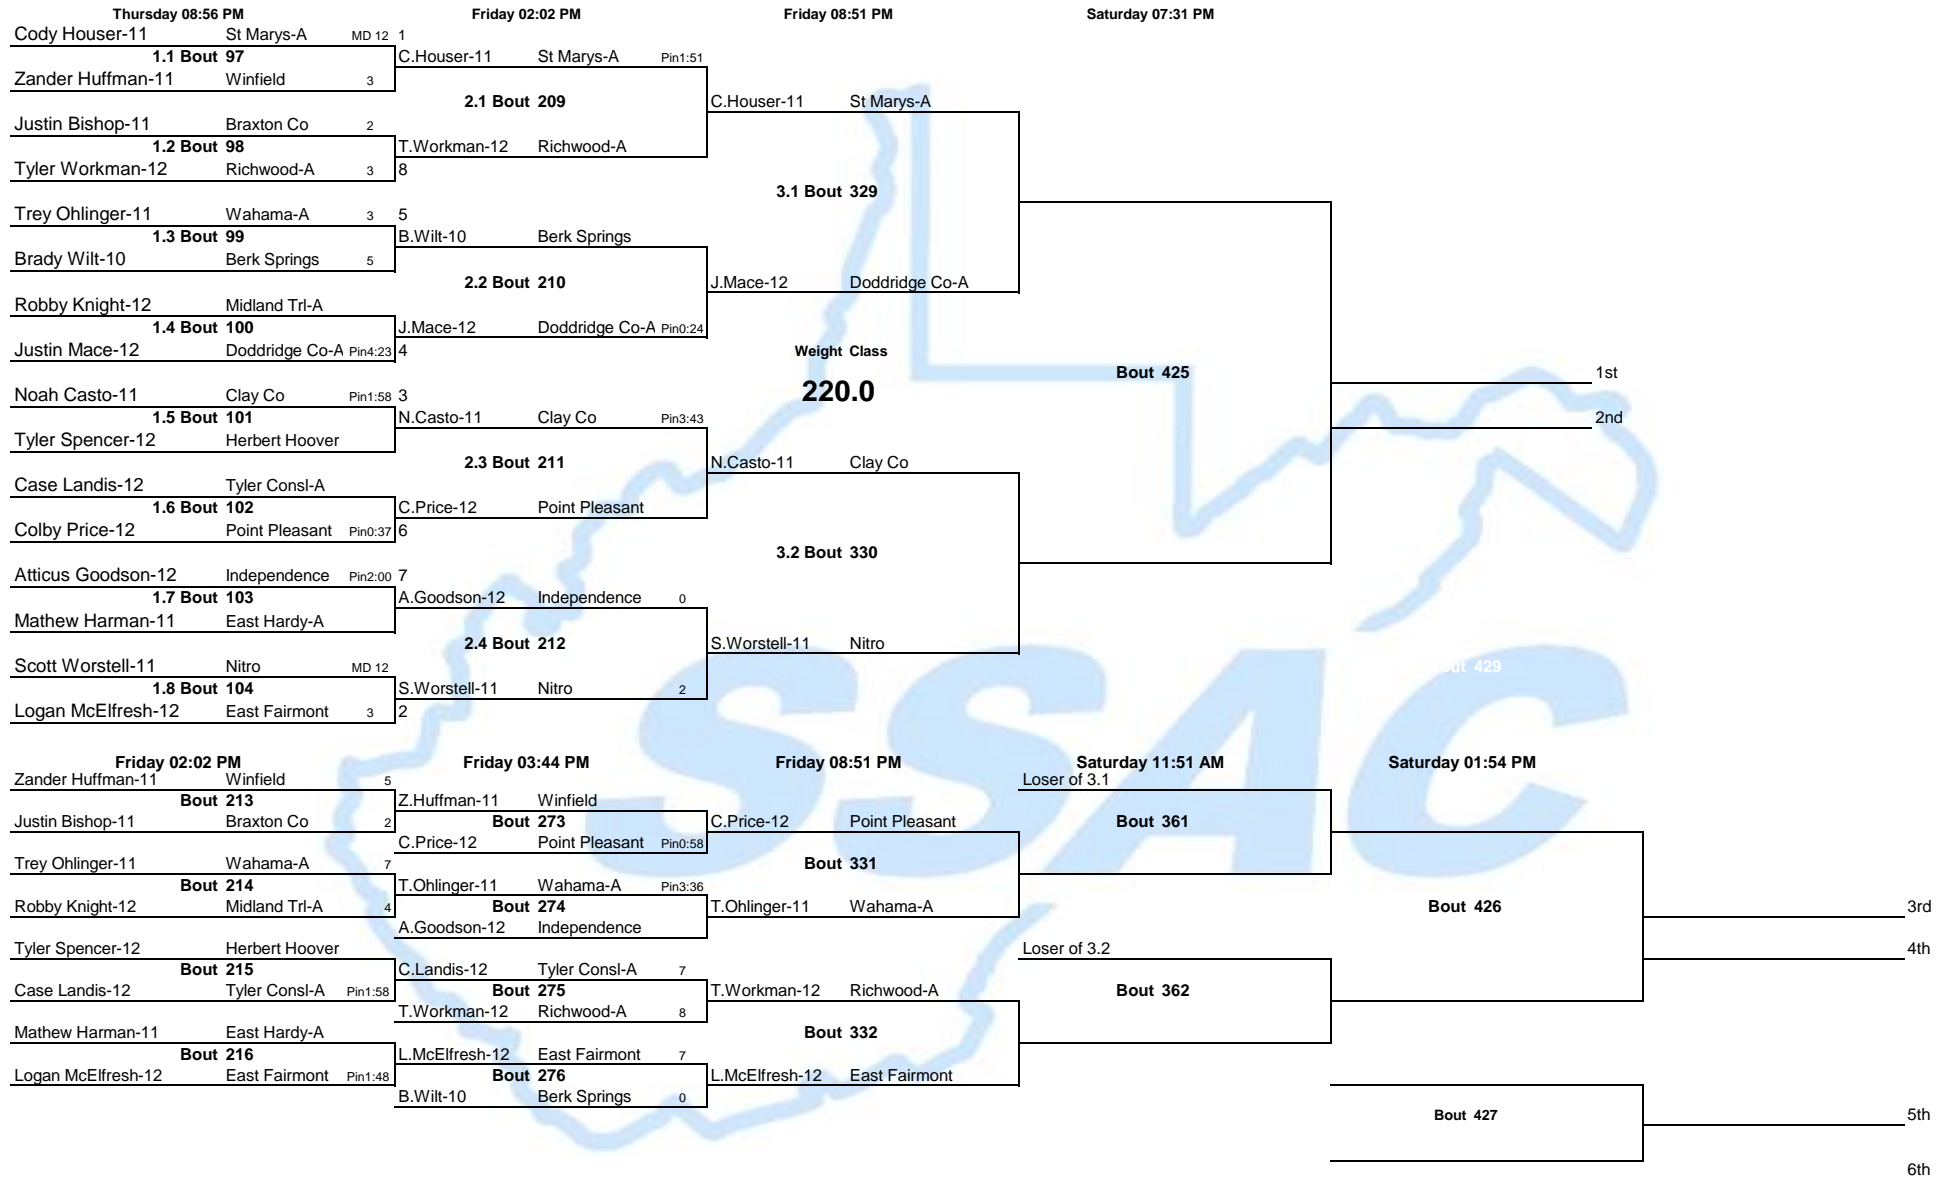 Thursday 08:56 PM Friday 02:02 PM Friday 08:51 PM Saturday 07:31 PM
Cody Houser-11 St Marys-A MD 12 1
1.1 Bout 97 C.Houser-11 St Marys-A Pin1:51
Zander Huffman-11 Winfield 3
2.1 Bout 209 C.Houser-11 St Marys-A
Justin Bishop-11 Braxton Co 2
1.2 Bout 98 T.Workman-12 Richwood-A
Tyler Workman-12 Richwood-A 3 8
3.1 Bout 329
Trey Ohlinger-11 Wahama-A 3 5
1.3 Bout 99 B.Wilt-10 Berk Springs
Brady Wilt-10 Berk Springs 5
2.2 Bout 210 J.Mace-12 Doddridge Co-A
Robby Knight-12 Midland Trl-A
1.4 Bout 100 J.Mace-12 Doddridge Co-A Pin0:24
Justin Mace-12 Doddridge Co-A Pin4:23 4
Weight Class
220.0
Bout 425 1st
Noah Casto-11 Clay Co Pin1:58 3
1.5 Bout 101 N.Casto-11 Clay Co Pin3:43 2nd
Tyler Spencer-12 Herbert Hoover
2.3 Bout 211 N.Casto-11 Clay Co
Case Landis-12 Tyler Consl-A
1.6 Bout 102 C.Price-12 Point Pleasant
Colby Price-12 Point Pleasant Pin0:37 6
3.2 Bout 330
Atticus Goodson-12 Independence Pin2:00 7
1.7 Bout 103 A.Goodson-12 Independence 0
Mathew Harman-11 East Hardy-A
2.4 Bout 212 S.Worstell-11 Nitro
Scott Worstell-11 Nitro MD 12 429
1.8 Bout 104 S.Worstell-11 Nitro 2
Logan McElfresh-12 East Fairmont 3 2
SSAC
Friday 02:02 PM Friday 03:44 PM Friday 08:51 PM Saturday 11:51 AM Saturday 01:54 PM
Zander Huffman-11 Winfield 5 Loser of 3.1
Bout 213 Z.Huffman-11 Winfield
Justin Bishop-11 Braxton Co 2 Bout 273 C.Price-12 Point Pleasant Bout 361
C.Price-12 Point Pleasant Pin0:58
Trey Ohlinger-11 Wahama-A 7 Bout 331
Bout 214 T.Ohlinger-11 Wahama-A Pin3:36
Robby Knight-12 Midland Trl-A 4 Bout 274 T.Ohlinger-11 Wahama-A Bout 426 3rd
A.Goodson-12 Independence
Tyler Spencer-12 Herbert Hoover Loser of 3.2 4th
Bout 215 C.Landis-12 Tyler Consl-A 7
Case Landis-12 Tyler Consl-A Pin1:58 Bout 275 T.Workman-12 Richwood-A Bout 362
T.Workman-12 Richwood-A 8
Mathew Harman-11 East Hardy-A Bout 332
Bout 216 L.McElfresh-12 East Fairmont 7
Logan McElfresh-12 East Fairmont Pin1:48 Bout 276 L.McElfresh-12 East Fairmont
B.Wilt-10 Berk Springs 0
Bout 427 5th
6th